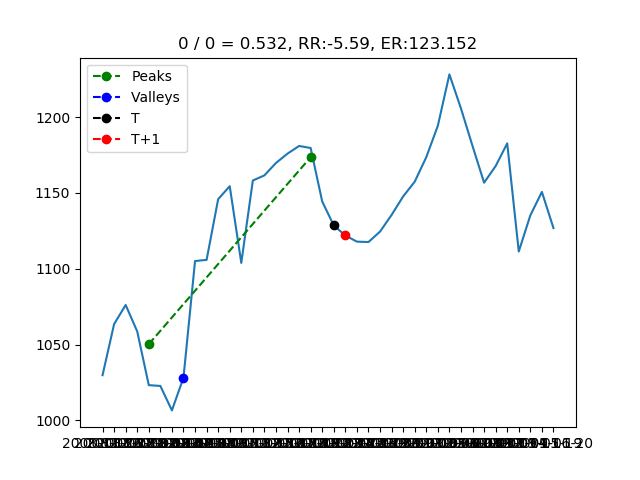 0 / 0 = 0.532, RR:-5.59, ER:123.152
Peaks
Valleys
T
T+1
1200
1150
1100
1050
1000